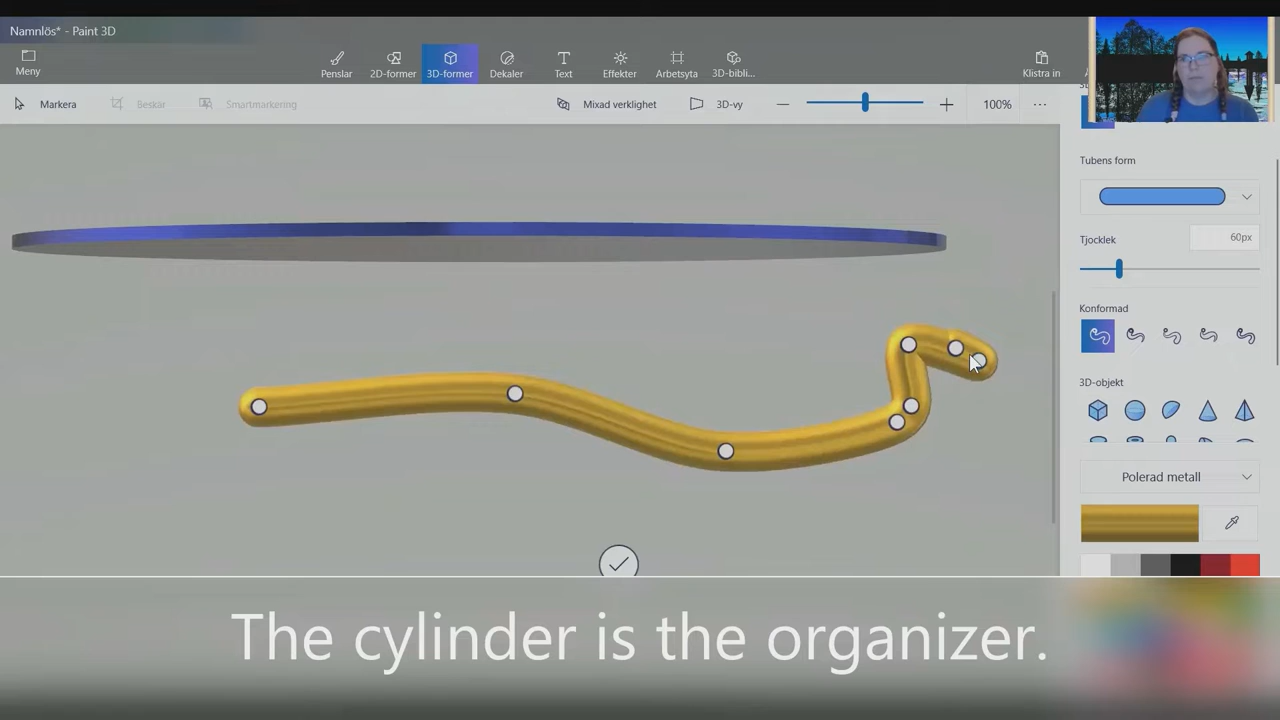 Namnlös* - Paint 3D
Meny
Penslar
2D-former
3D-former
Dekaler
Text
Effekter
Arbetsyta
3D-bibli...
Klistra in
Markera
Beskär
Smartmarkering
Mixad verklighet
3D-vy
100%
Tubens form
Tjocklek
60px
Konformad
3D-objekt
Polerad metall
The cylinder is the organizer.